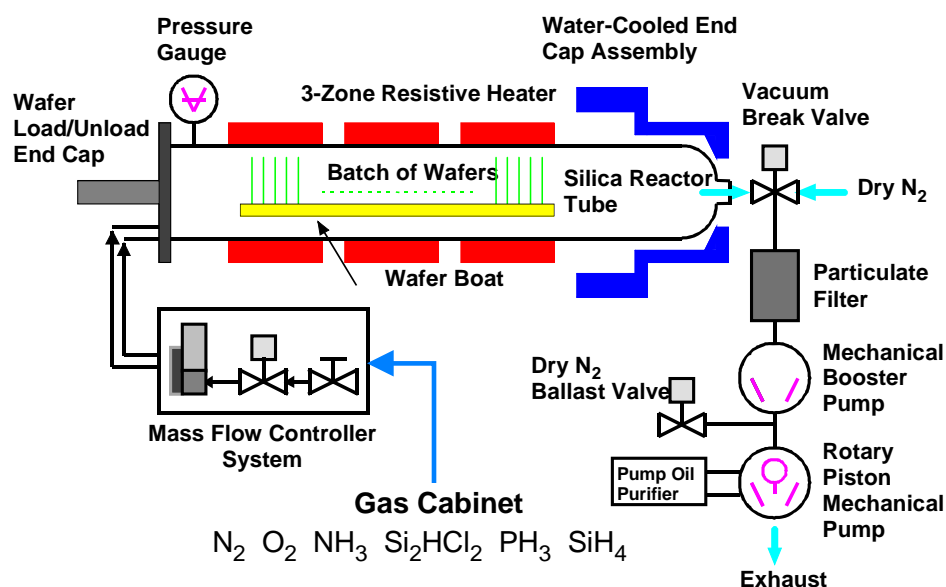 Pressure
Gauge
Water-Cooled End
Cap Assembly
Wafer
Load/Unload
End Cap
3-Zone Resistive Heater
Vacuum
Break Valve
Batch of Wafers
Silica Reactor
Tube
Dry N₂
Wafer Boat
Particulate
Filter
Dry N₂
Ballast Valve
Mechanical
Booster
Pump
Mass Flow Controller
System
Pump Oil
Purifier
Rotary
Piston
Mechanical
Pump
Gas Cabinet
N₂ O₂ NH₃ Si₂HCl₂ PH₃ SiH₄
Exhaust